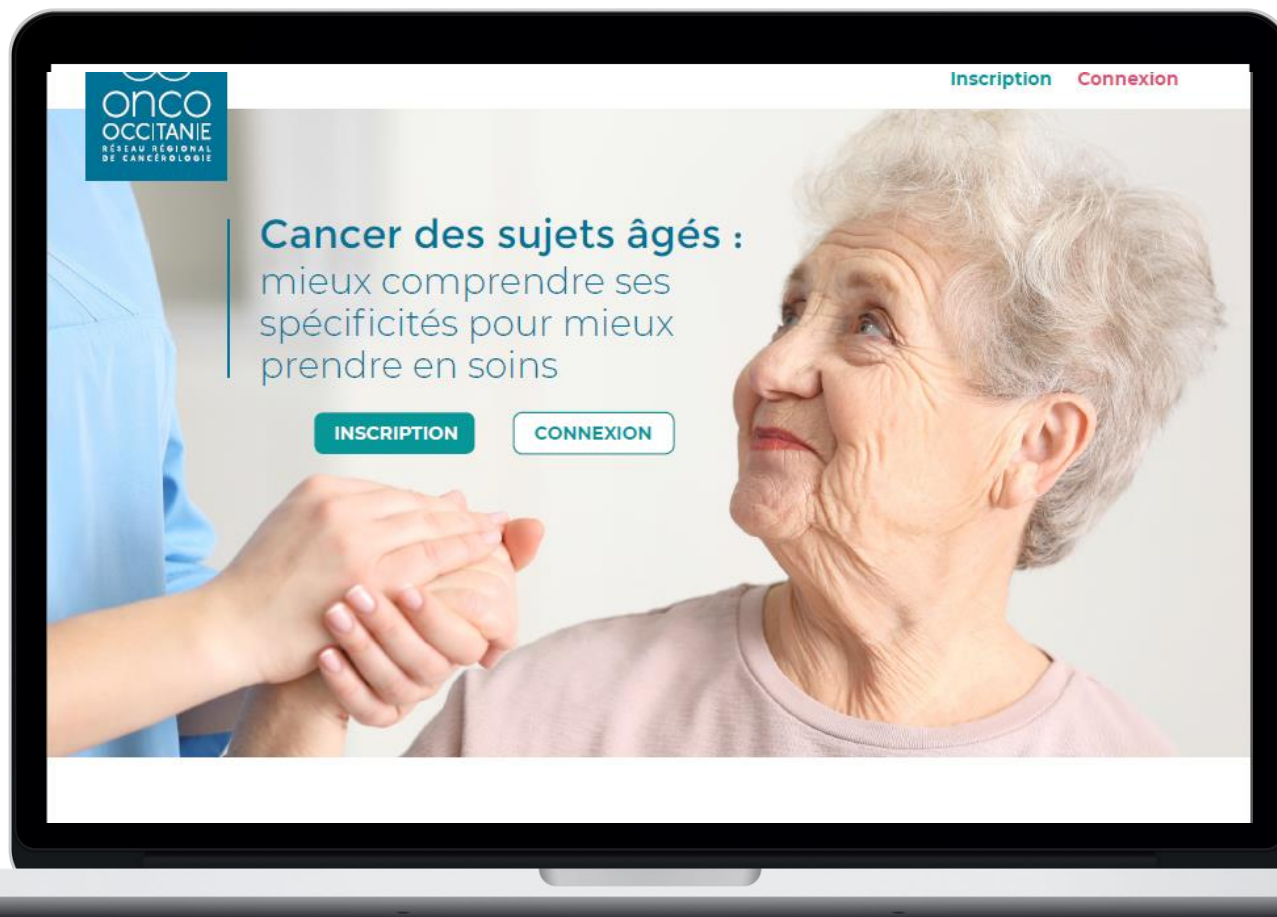 Inscription Connexion
onco
OCCITANIE
RÉSEAU RÉGIONAL
DE CANCÉROLOGIE
Cancer des sujets âgés :
mieux comprendre ses
spécificités pour mieux
prendre en soins
INSCRIPTION CONNEXION